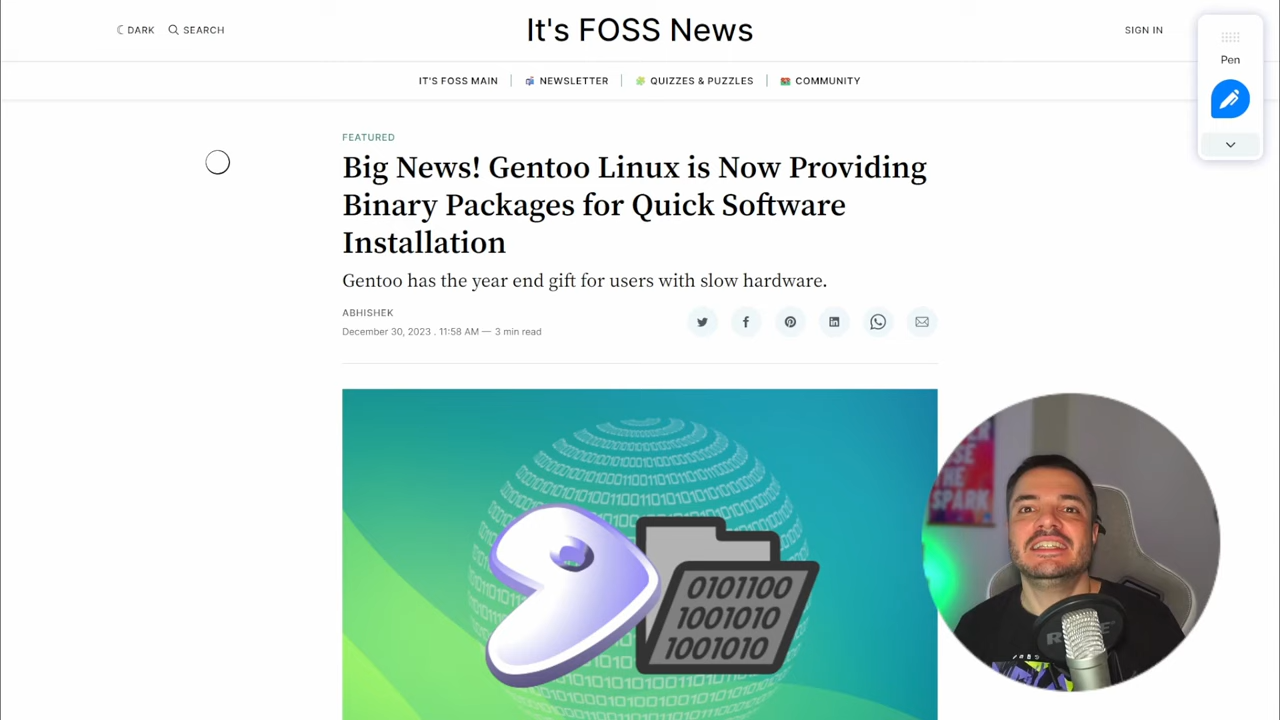 DARK
SEARCH
It's FOSS News
SIGN IN
Pen
IT'S FOSS MAIN
NEWSLETTER
QUIZZES & PUZZLES
COMMUNITY
FEATURED
Big News! Gentoo Linux is Now Providing
Binary Packages for Quick Software
Installation
Gentoo has the year end gift for users with slow hardware.
ABHISHEK
December 30, 2023 . 11:58 AM — 3 min read
0101100
1001010
1001010
THE
SPARK